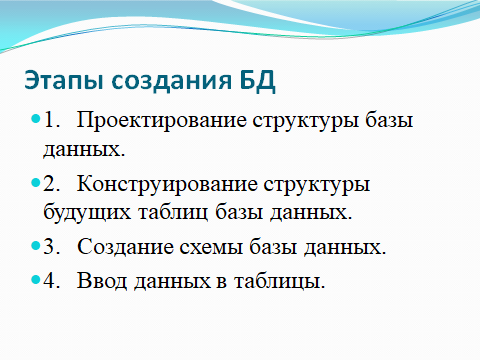 Этапы создания БД
1. Проектирование структуры базы
данных.
2. Конструирование структуры
будущих таблиц базы данных.
3. Создание схемы базы данных.
4. Ввод данных в таблицы.